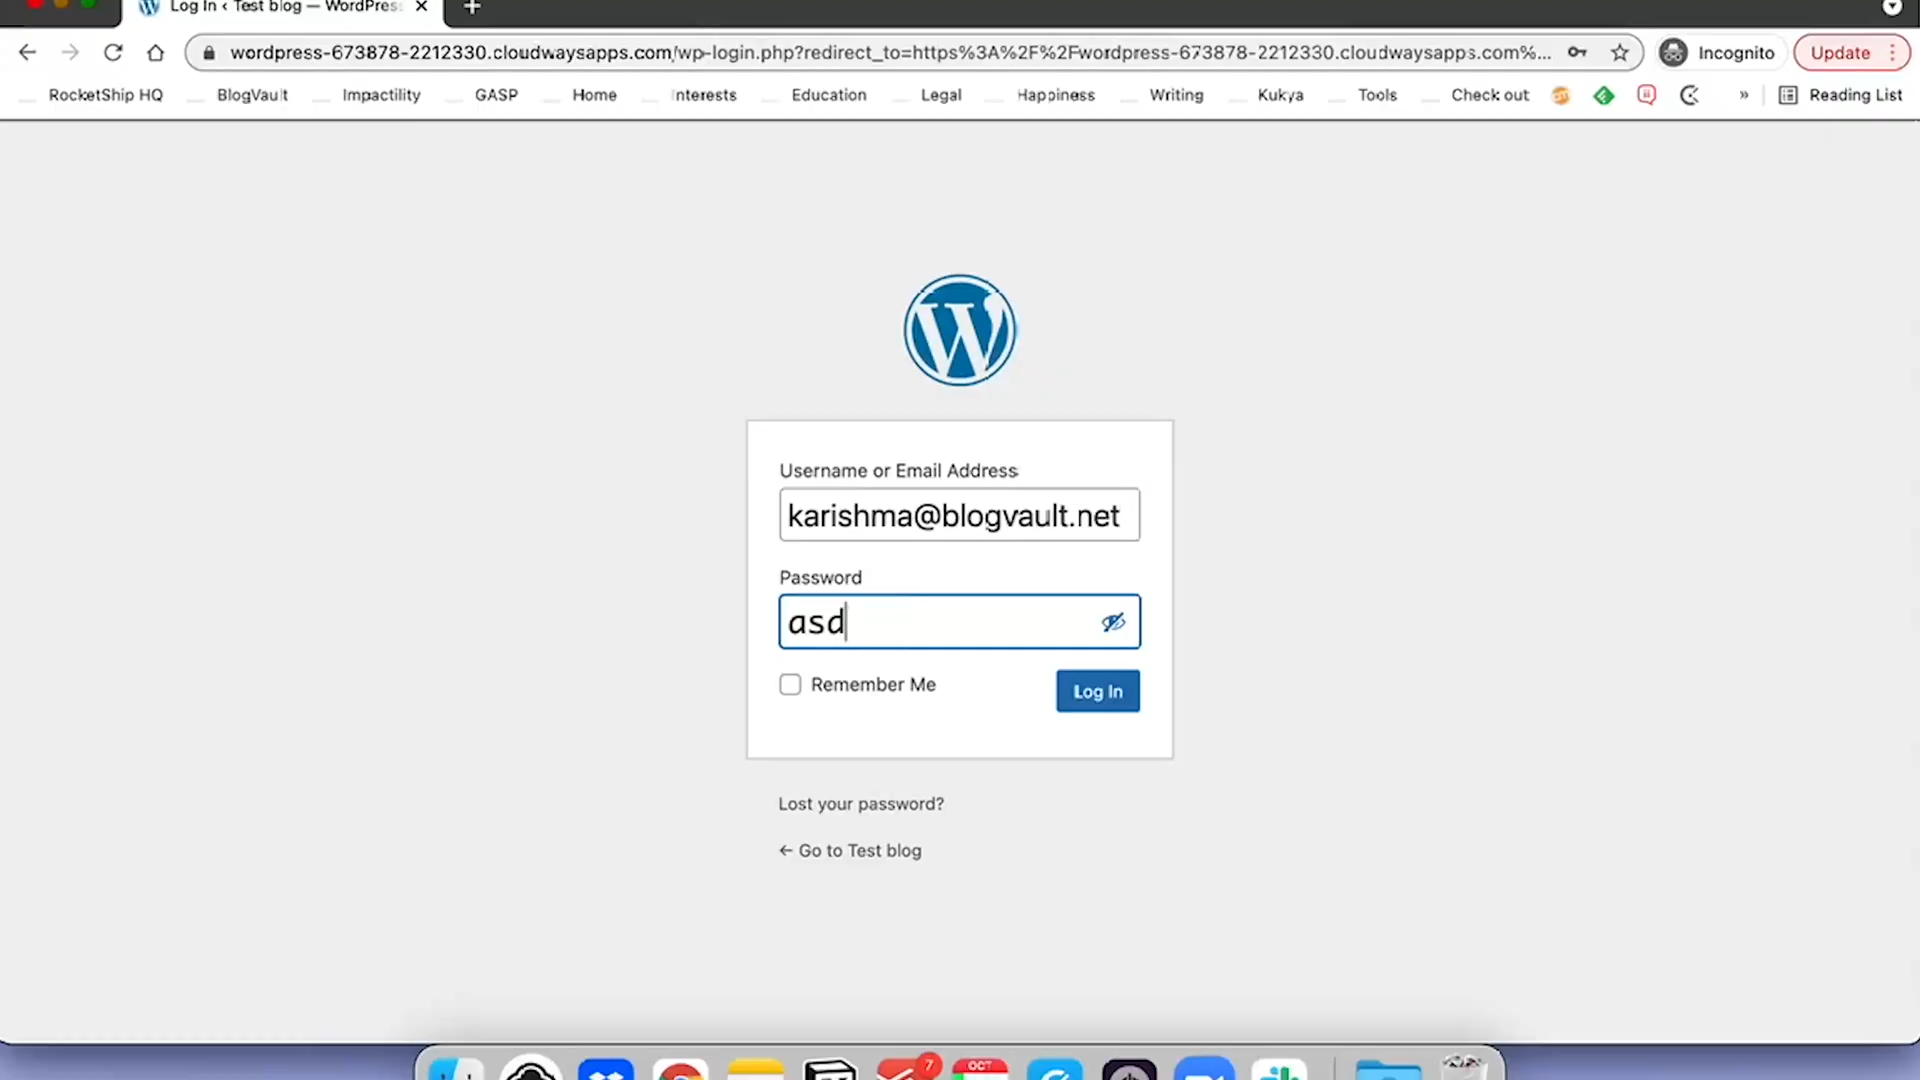 Log In ‹ Test blog — WordPress
wordpress-673878-2212330.cloudwaysapps.com/wp-login.php?redirect_to=https%3A%2F%2Fwordpress-673878-2212330.cloudwaysapps.com%... Incognito Update
RocketShip HQ BlogVault Impactility GASP Home Interests Education Legal Happiness Writing Kukya Tools Check out » Reading List
Username or Email Address
karishma@blogvault.net
Password
asd
Remember Me Log In
Lost your password?
← Go to Test blog
7 OCT